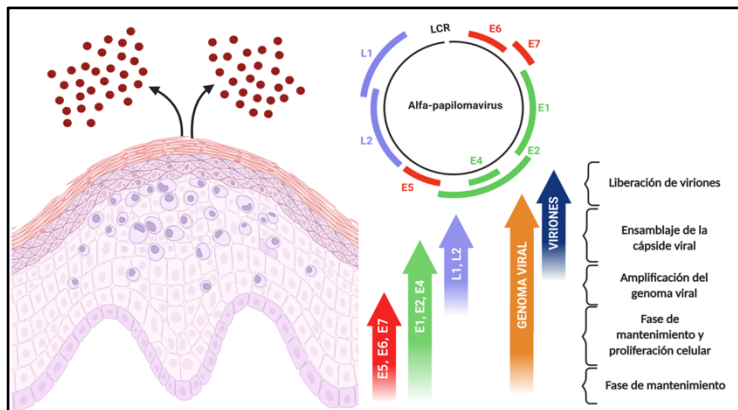 LCR
E6
E7
L1
Alfa-papilomavirus
E1
L2
E2
E4
E5
E5, E6, E7
E1, E2, E4
L1, L2
GENOMA VIRAL
VIRIONES
Liberación de viriones
Ensamblaje de la
cápside viral
Amplificación del
genoma viral
Fase de
mantenimiento y
proliferación celular
Fase de mantenimiento